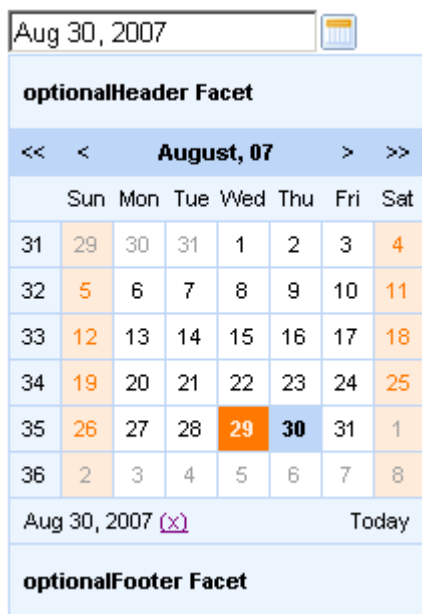 Aug 30, 2007
optionalHeader Facet
<< < August, 07 > >>
Sun Mon Tue Wed Thu Fri Sat
31 29 30 31 1 2 3 4
32 5 6 7 8 9 10 11
33 12 13 14 15 16 17 18
34 19 20 21 22 23 24 25
35 26 27 28 29 30 31 1
36 2 3 4 5 6 7 8
Aug 30, 2007 (x) Today
optionalFooter Facet